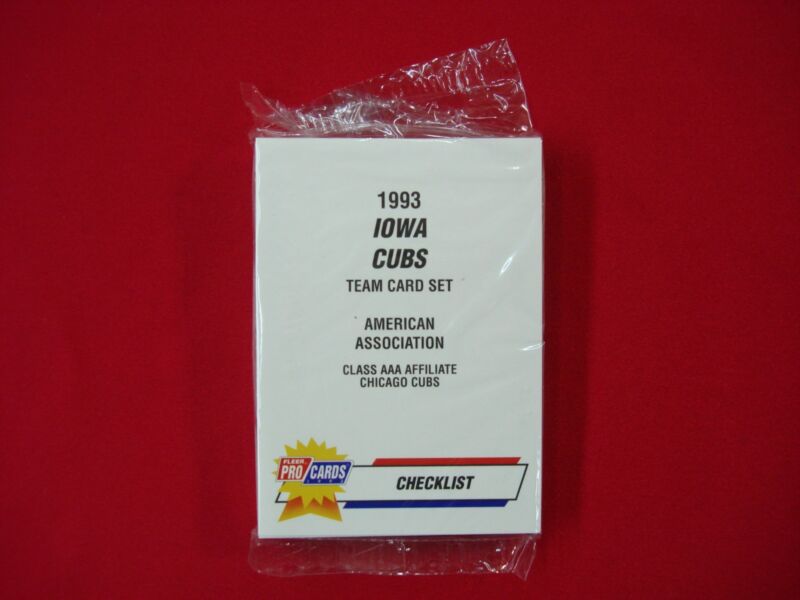 1993
IOWA
CUBS
TEAM CARD SET
AMERICAN
ASSOCIATION
CLASS AAA AFFILIATE
CHICAGO CUBS
FLEER
PRO CARDS
CHECKLIST